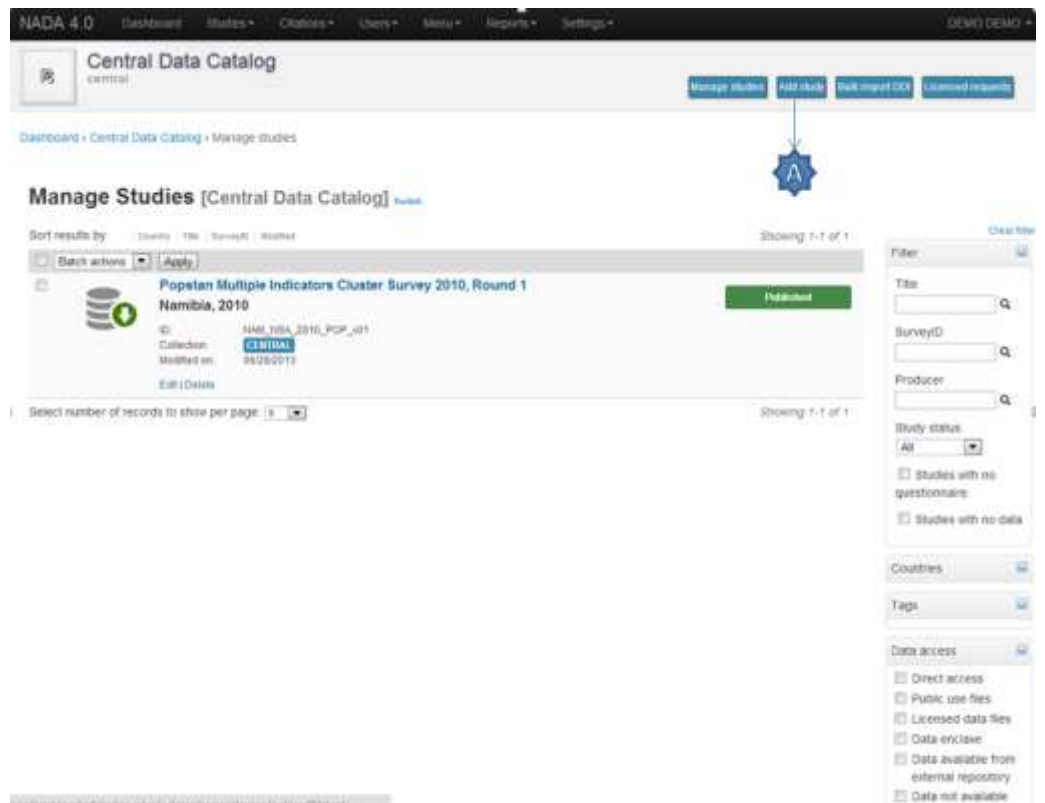 NADA 4.0 Dashboard Studies Citations Users Menu Reports Settings DEMO DEMO
Central Data Catalog
central
Manage studies Add study Bulk import DDI Licensed requests
Dashboard › Central Data Catalog › Manage studies
A
Manage Studies [Central Data Catalog]
Sort results by Country Title SurveyID Modified Showing 1-1 of 1
Batch actions Apply
Popstan Multiple Indicators Cluster Survey 2010, Round 1
Published
Namibia, 2010
ID:
Collection: CENTRAL
Modified on:
Edit | Delete
Select number of records to show per page: Showing 1-1 of 1
Clear filter
Filter
Title
SurveyID
Producer
Study status
All
Studies with no
questionnaire
Studies with no data
Countries
Tags
Data access
Direct access
Public use files
Licensed data files
Data enclave
Data available from
external repository
Data not available